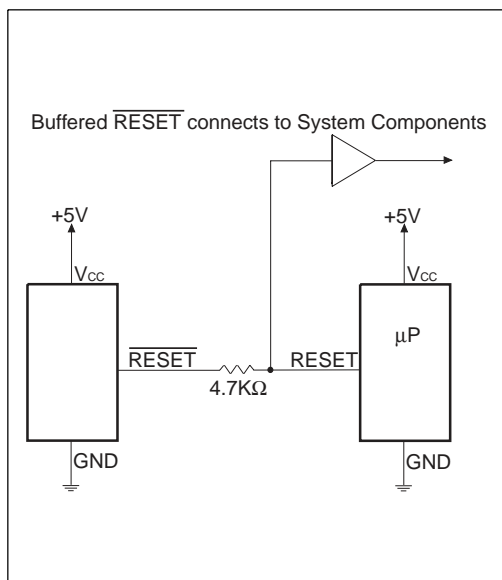 Buffered RESET connects to System Components
+5V
+5V
Vcc
Vcc
μP
RESET
RESET
4.7KΩ
GND
GND